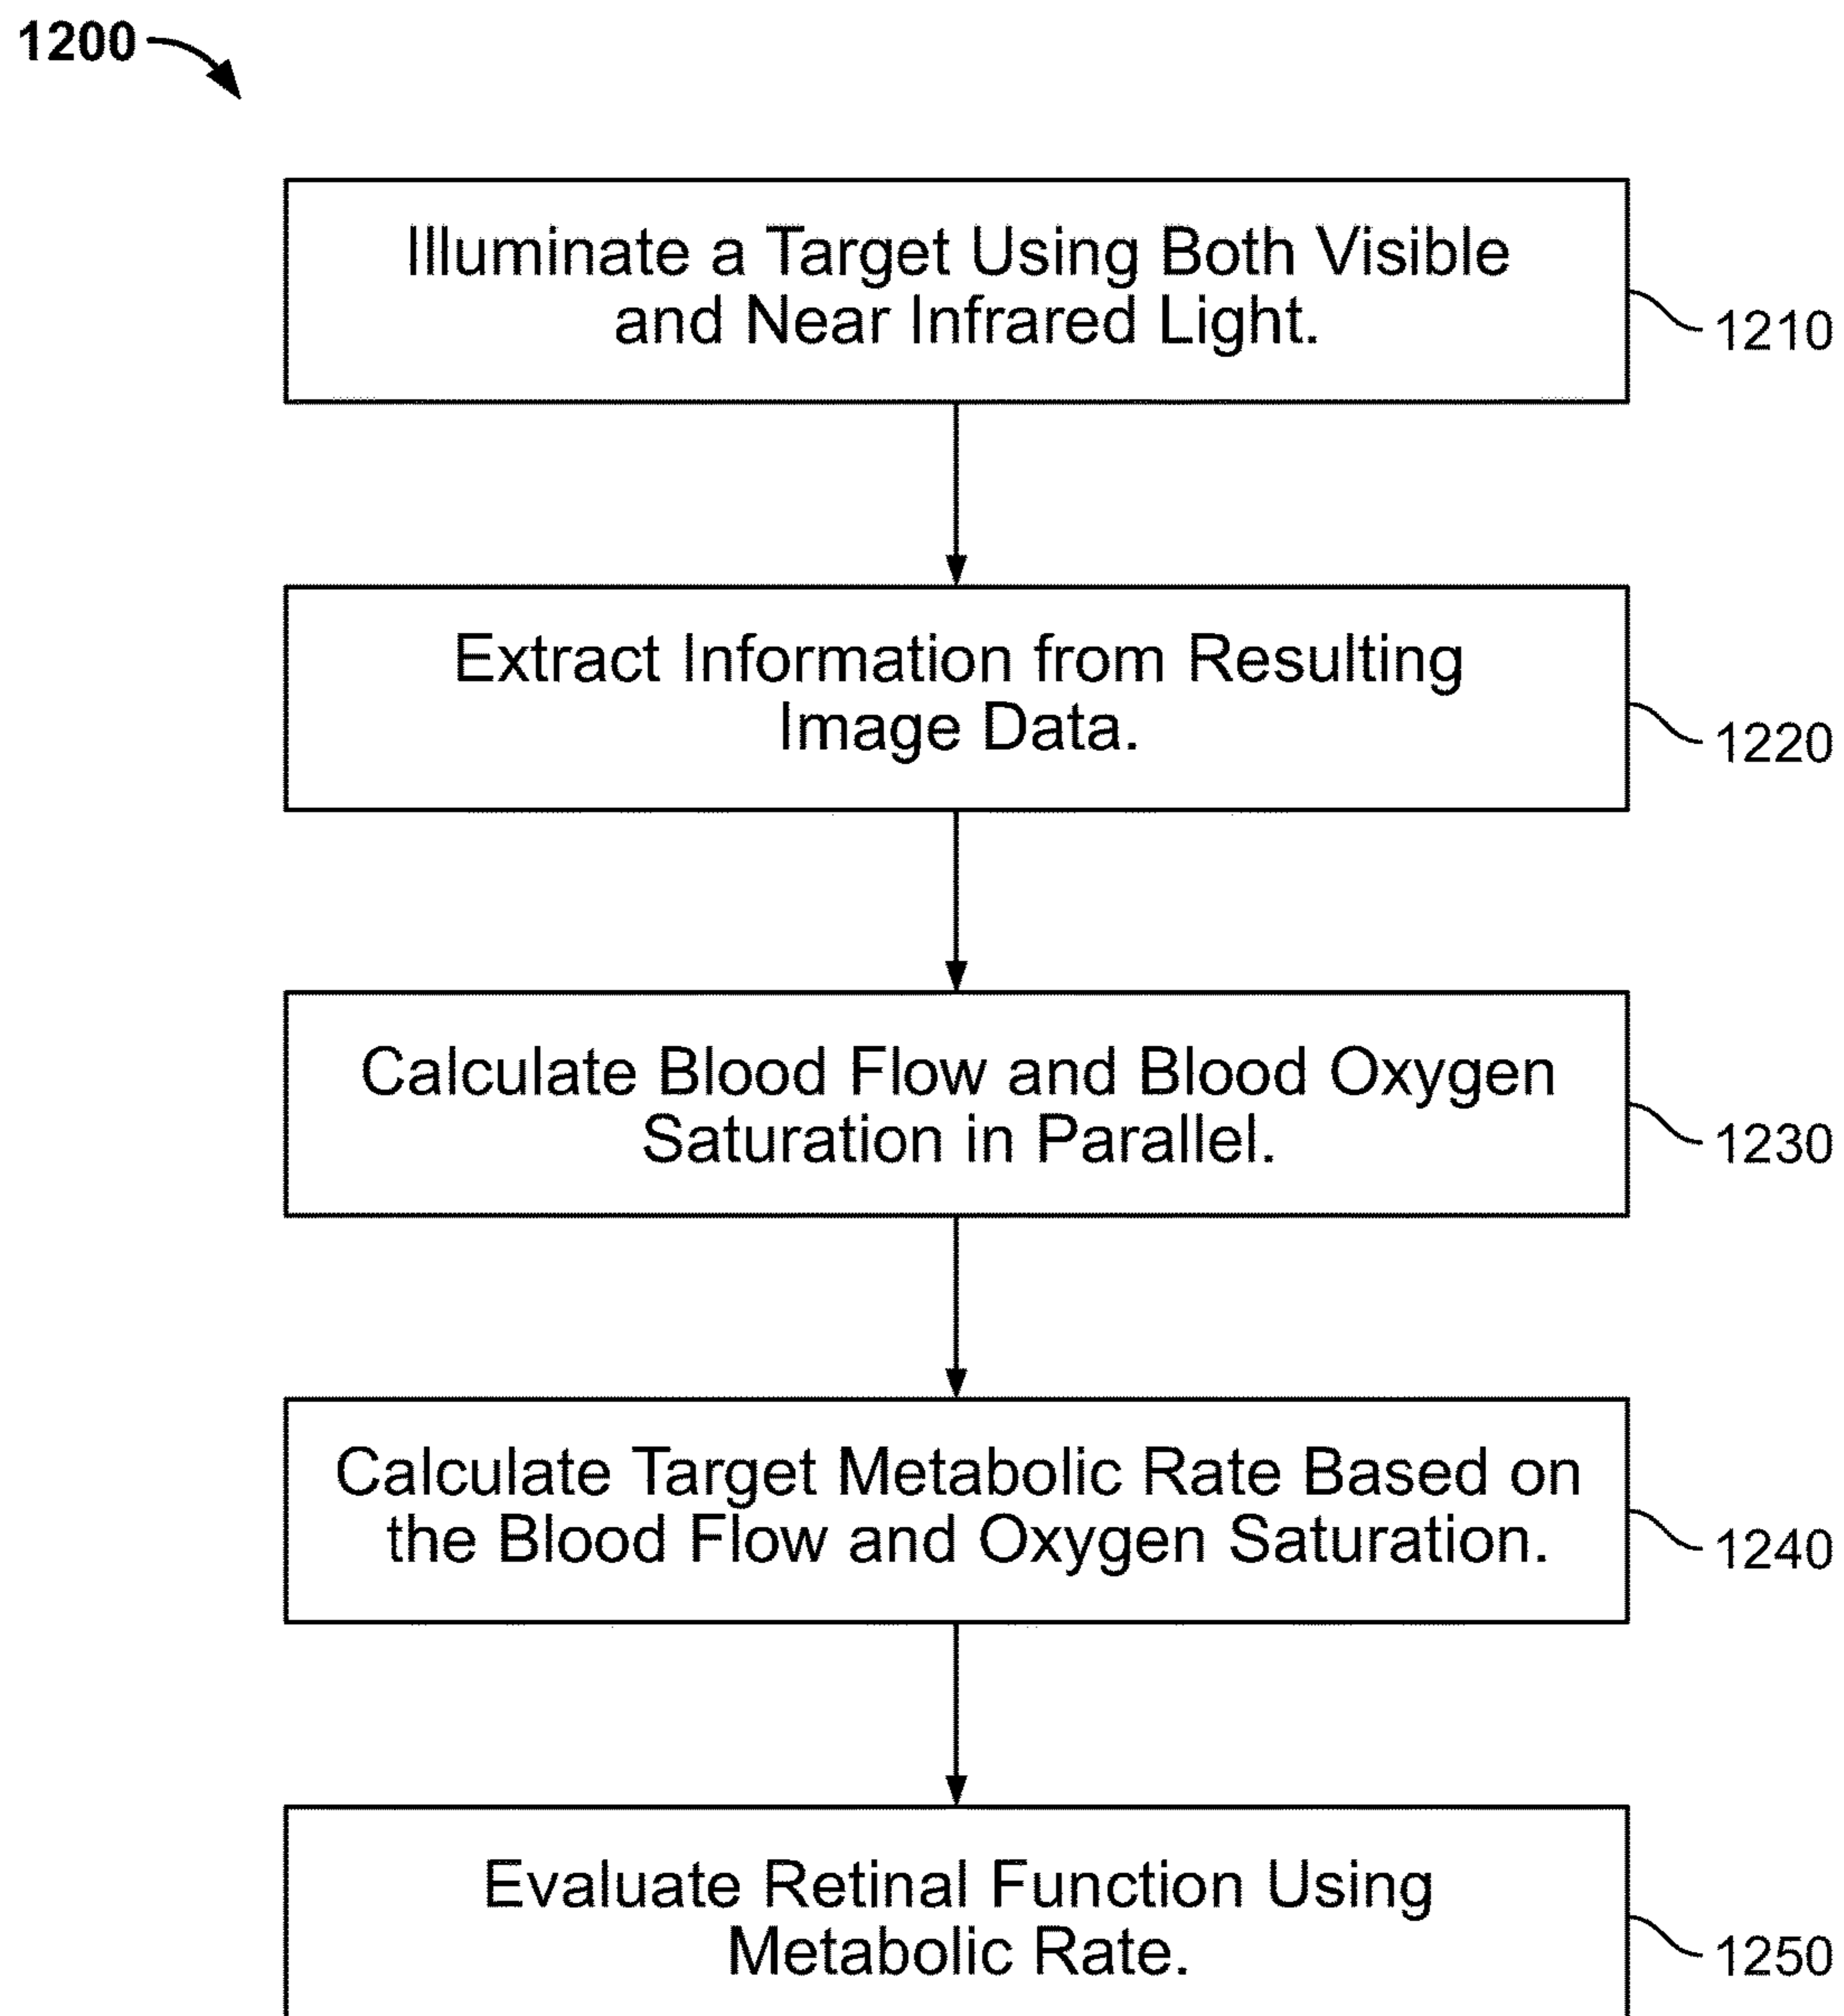 1200
Illuminate a Target Using Both Visible
and Near Infrared Light.
1210
Extract Information from Resulting
Image Data.
1220
Calculate Blood Flow and Blood Oxygen
Saturation in Parallel.
1230
Calculate Target Metabolic Rate Based on
the Blood Flow and Oxygen Saturation.
1240
Evaluate Retinal Function Using
Metabolic Rate.
1250